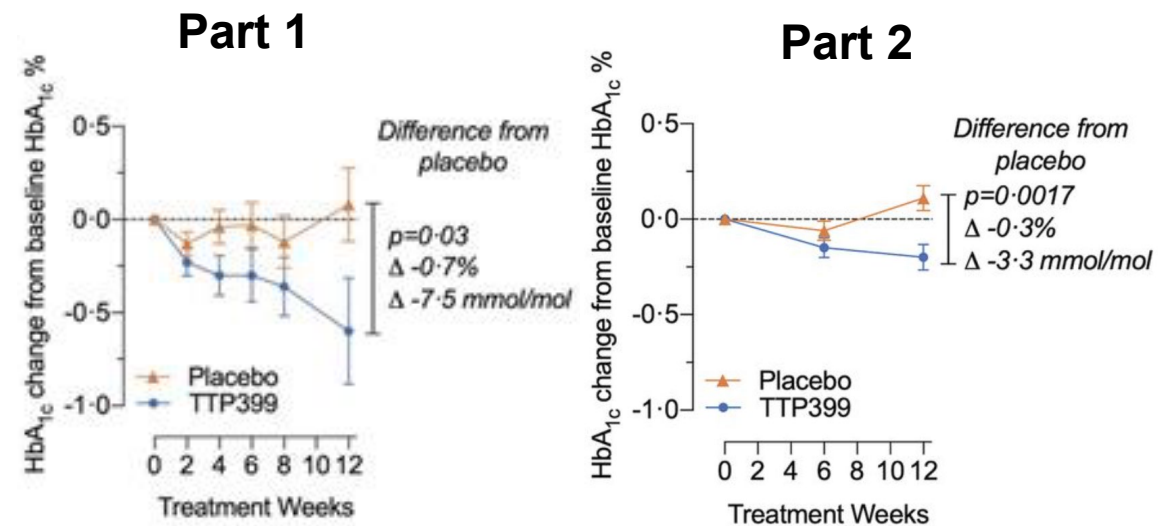 Part 1
HbA1c change from baseline HbA1c %
0·5
0·0
-0·5
-1·0
Difference from
placebo
p=0·03
Δ -0·7%
Δ -7·5 mmol/mol
Placebo
TTP399
0 2 4 6 8 10 12
Treatment Weeks
Part 2
HbA1c change from baseline HbA1c %
0·5
0·0
-0·5
-1·0
Difference from
placebo
p=0·0017
Δ -0·3%
Δ -3·3 mmol/mol
Placebo
TTP399
0 2 4 6 8 10 12
Treatment Weeks